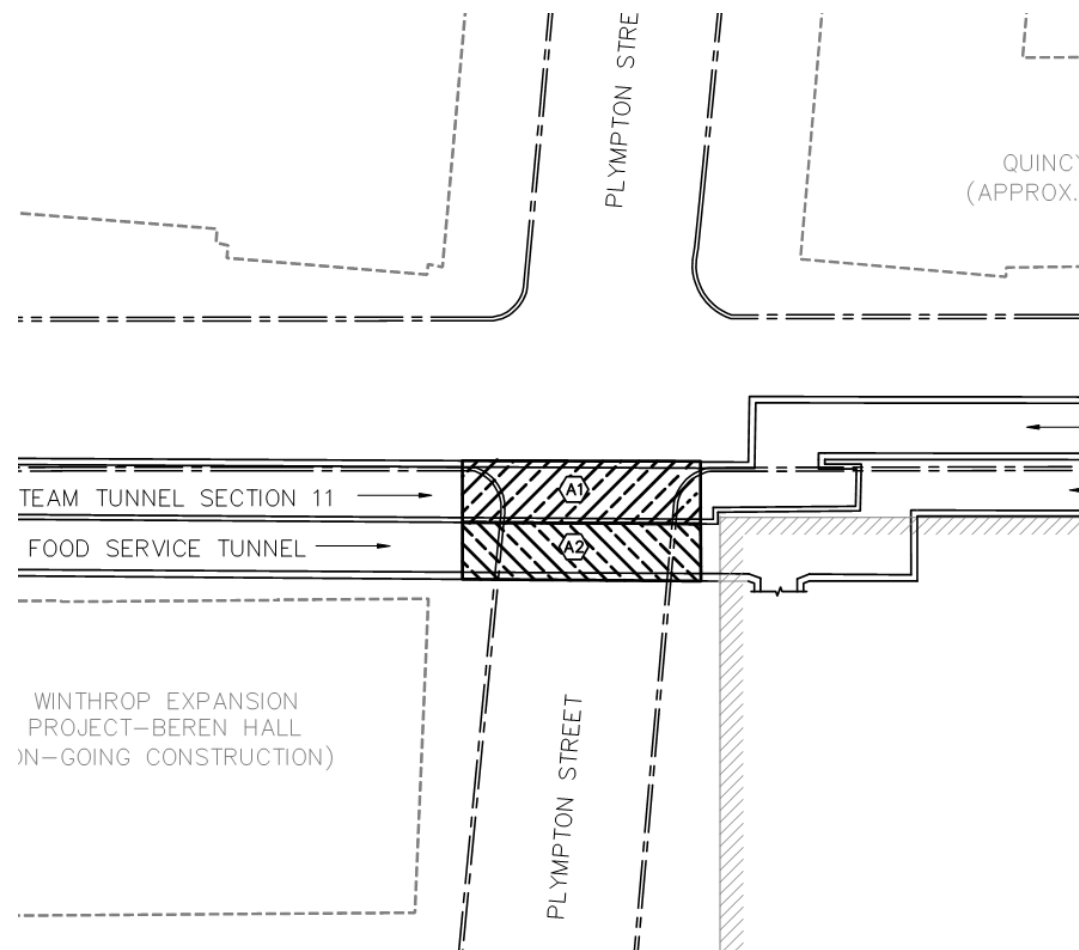 PLYMPTON STRE
QUINCY
(APPROX.
TEAM TUNNEL SECTION 11
A1
FOOD SERVICE TUNNEL
A2
WINTHROP EXPANSION
PROJECT-BEREN HALL
ON-GOING CONSTRUCTION)
PLYMPTON STREET